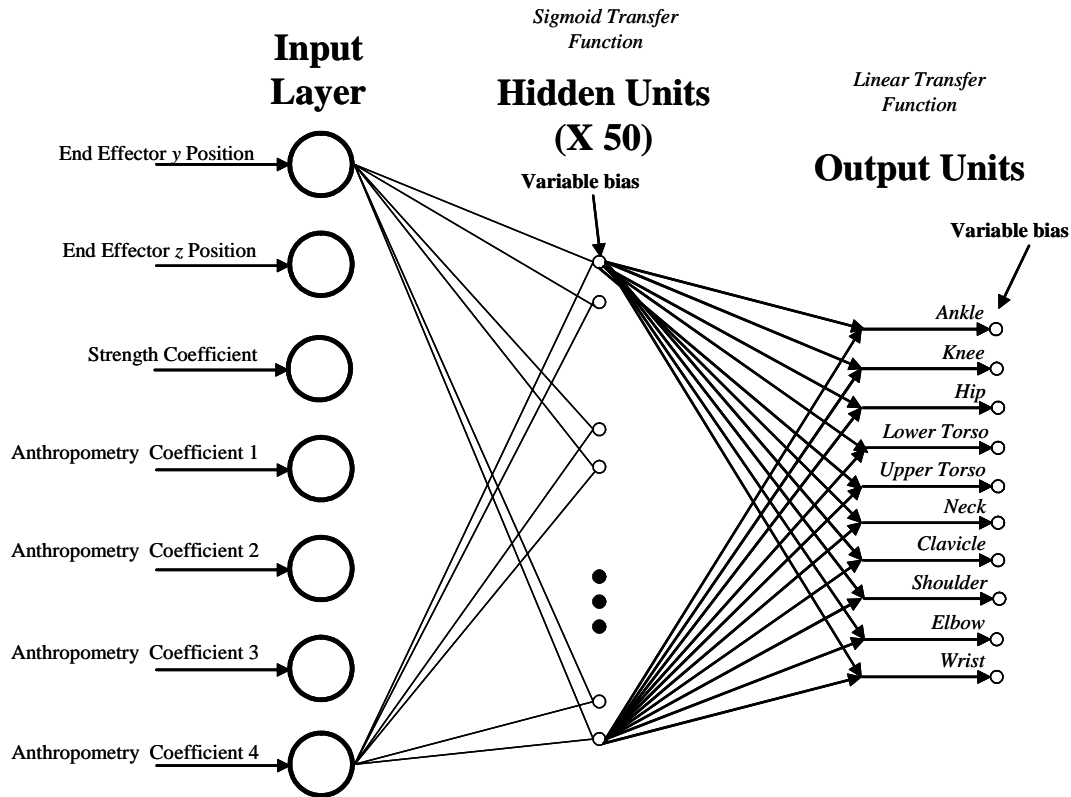 Sigmoid Transfer
Function
Input
Layer
Hidden Units
(X 50)
Linear Transfer
Function
Output Units
Variable bias
Variable bias
End Effector y Position
End Effector z Position
Strength Coefficient
Anthropometry Coefficient 1
Anthropometry Coefficient 2
Anthropometry Coefficient 3
Anthropometry Coefficient 4
Ankle
Knee
Hip
Lower Torso
Upper Torso
Neck
Clavicle
Shoulder
Elbow
Wrist